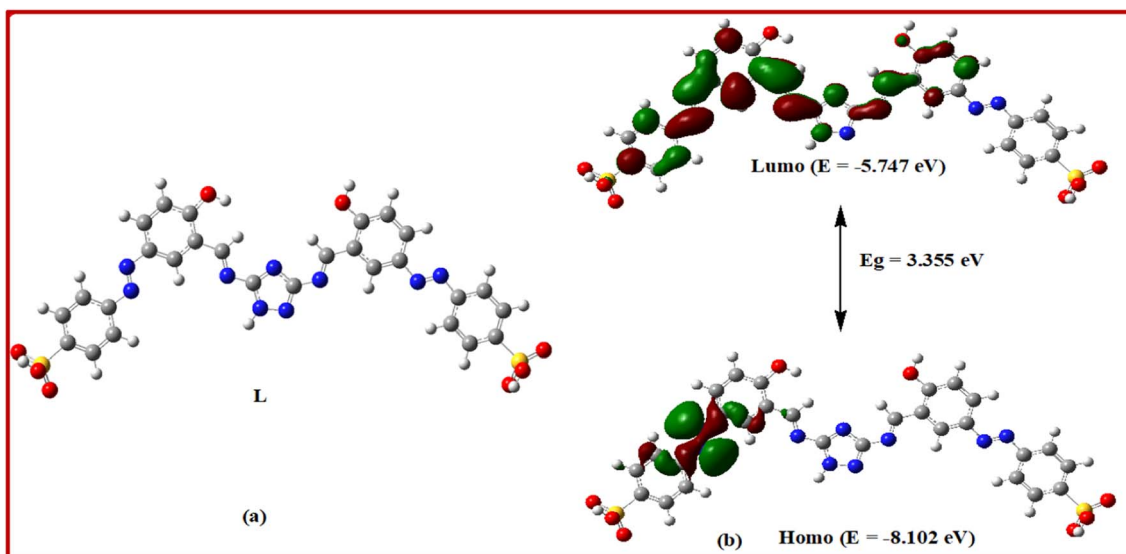 Lumo (E = -5.747 eV)
Eg = 3.355 eV
L
(a)
(b)
Homo (E = -8.102 eV)